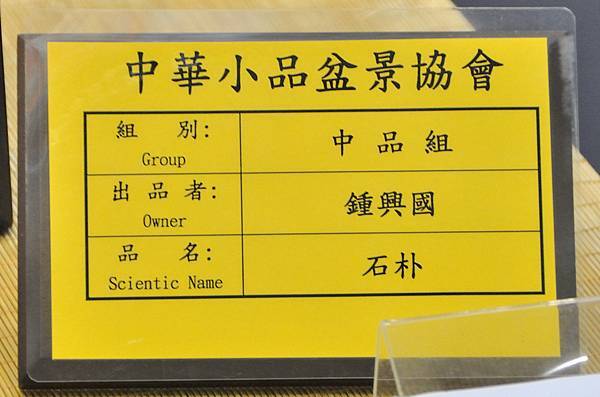 中華小品盆景協會
組 別: 中 品 組
Group
出 品 者: 鍾興國
Owner
品 名: 石朴
Scientic Name